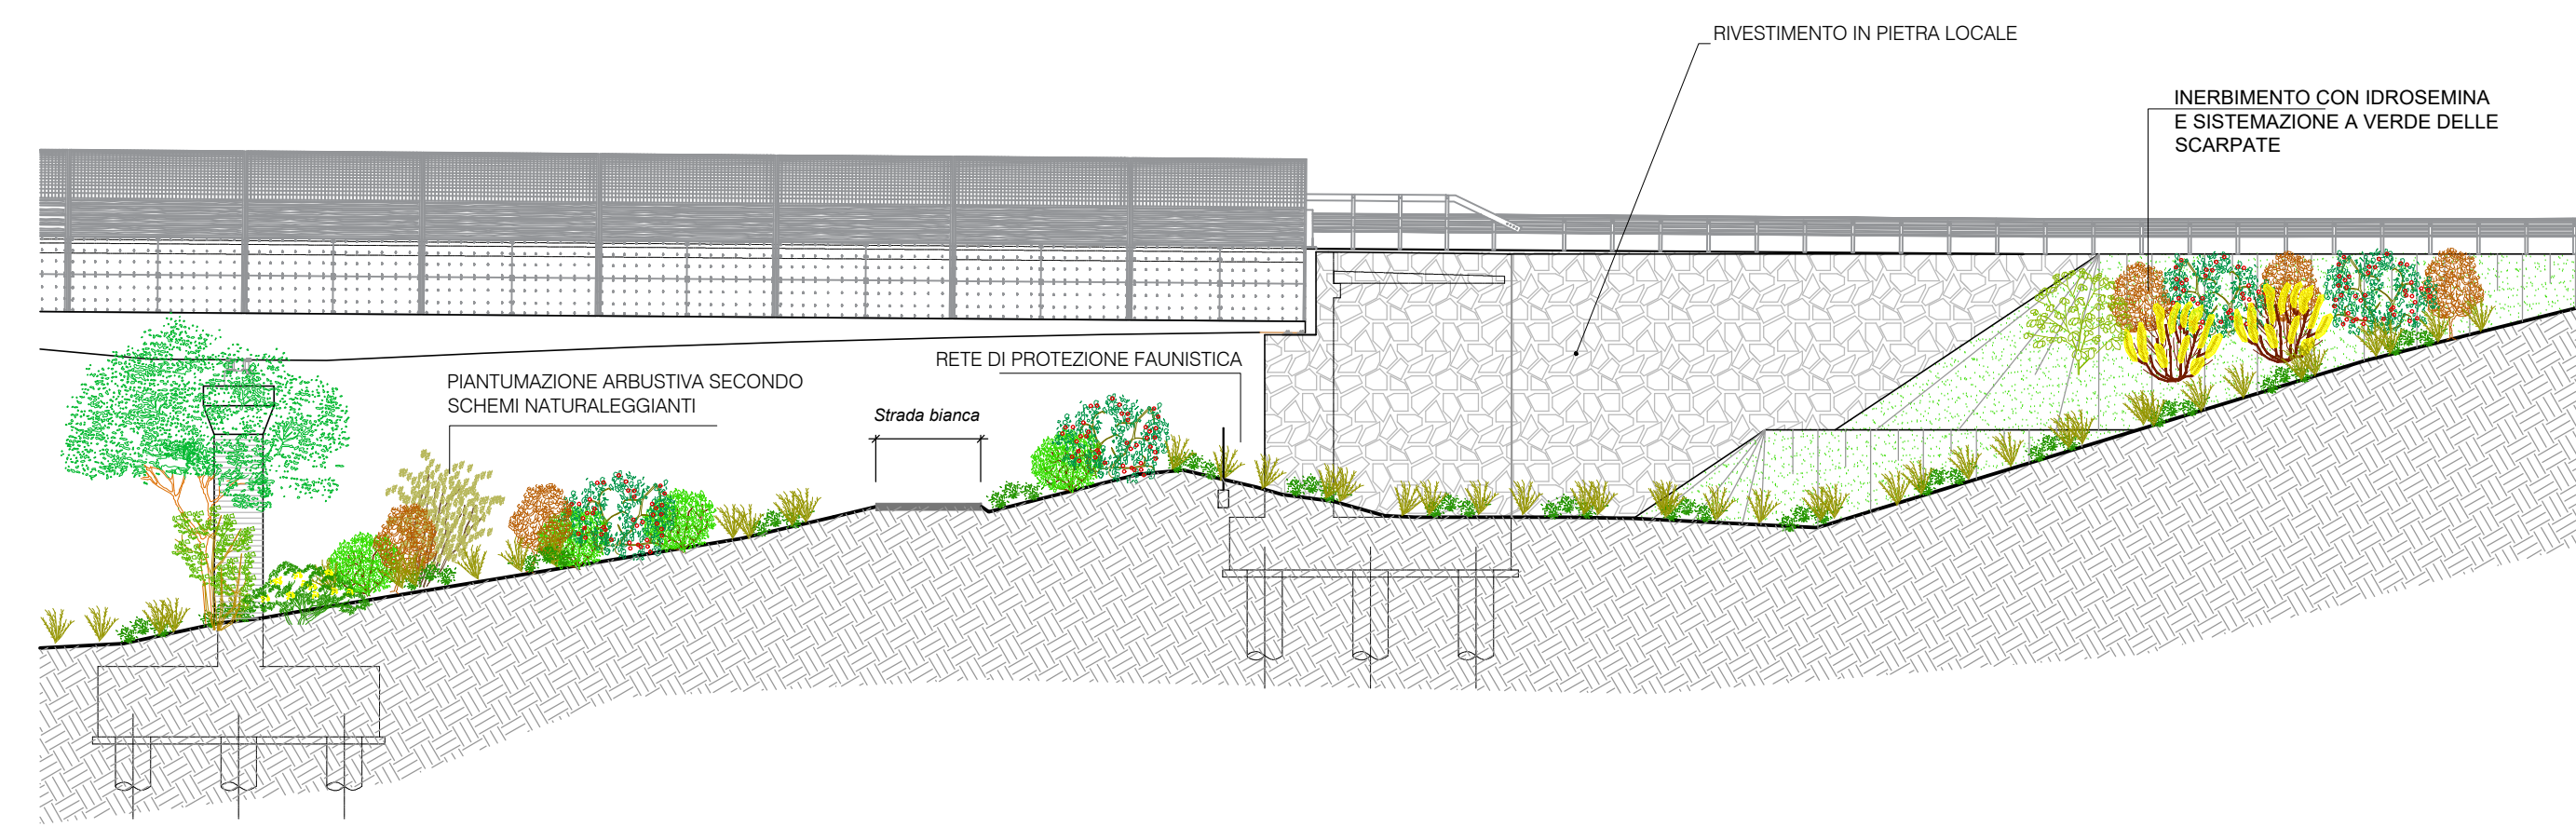 RIVESTIMENTO IN PIETRA LOCALE
INERBIMENTO CON IDROSEMINA
E SISTEMAZIONE A VERDE DELLE
SCARPATE
RETE DI PROTEZIONE FAUNISTICA
PIANTUMAZIONE ARBUSTIVA SECONDO
SCHEMI NATURALEGGIANTI
Strada bianca